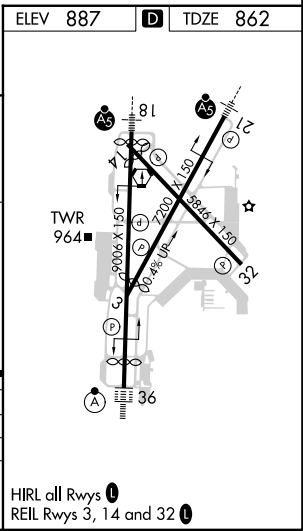 ELEV 887 D TDZE 862
A5 18
A5 21
P
14 P
7200 X 150
5846 X 150
TWR
964
9006 X 150
P
P
0.4% UP
P
32
3
P
A 36
HIRL all Rwys L
REIL Rwys 3, 14 and 32 L